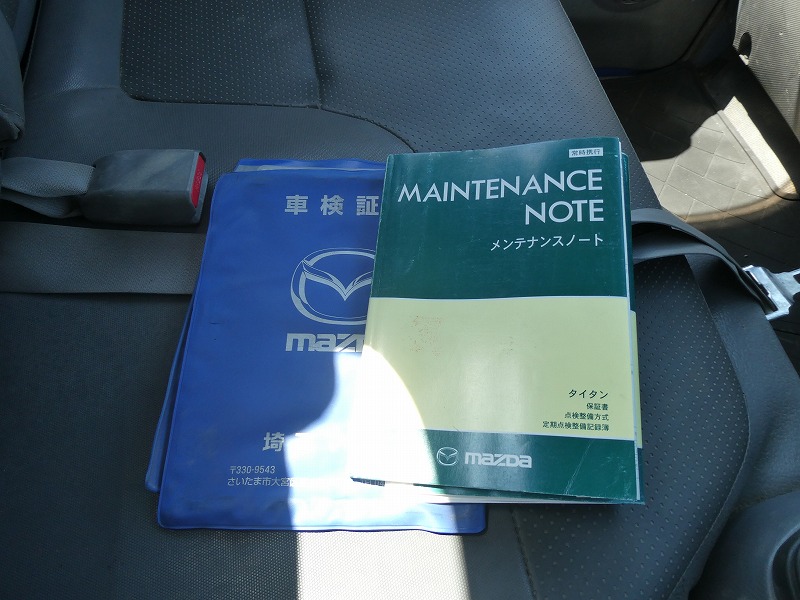 車検証
mazda
埼
〒330-9543
さいたま市大宮
常時携行
MAINTENANCE
NOTE
メンテナンスノート
タイタン
保証書
点検整備方式
定期点検整備記録簿
mazda